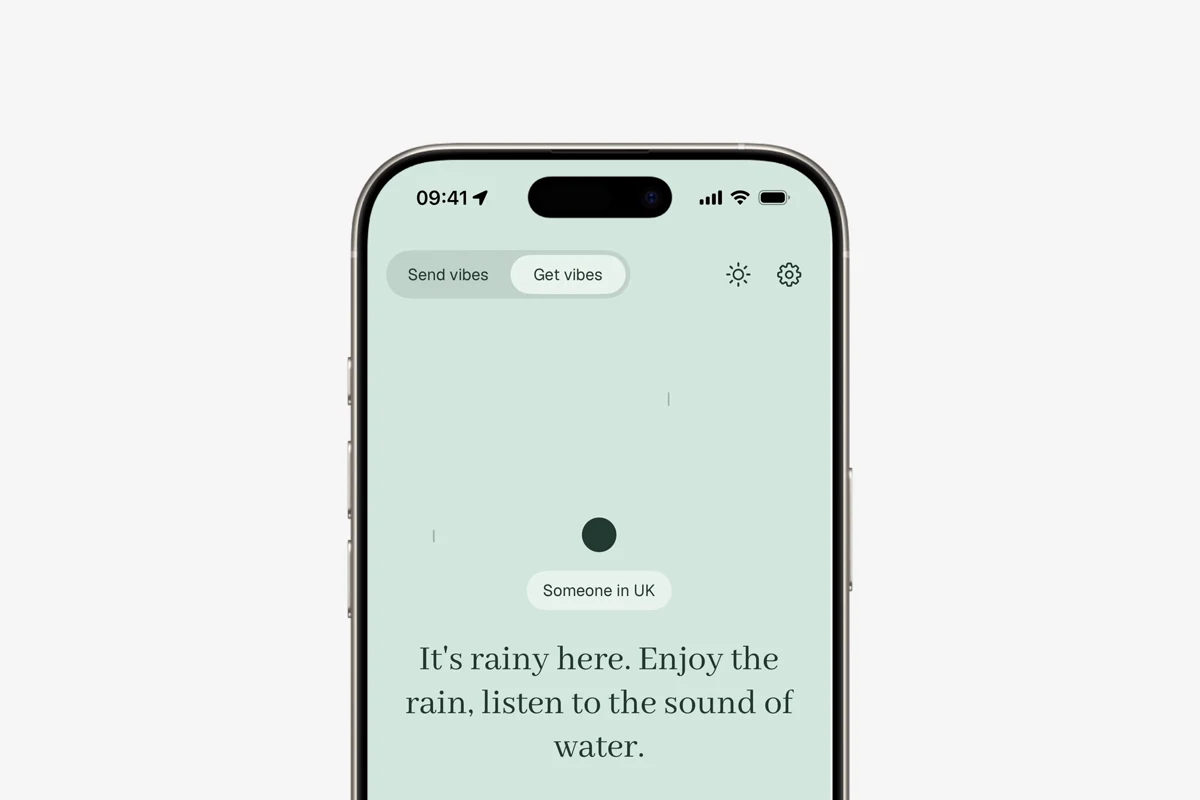 09:41
Send vibes
Get vibes
Someone in UK
It's rainy here. Enjoy the
rain, listen to the sound of
water.